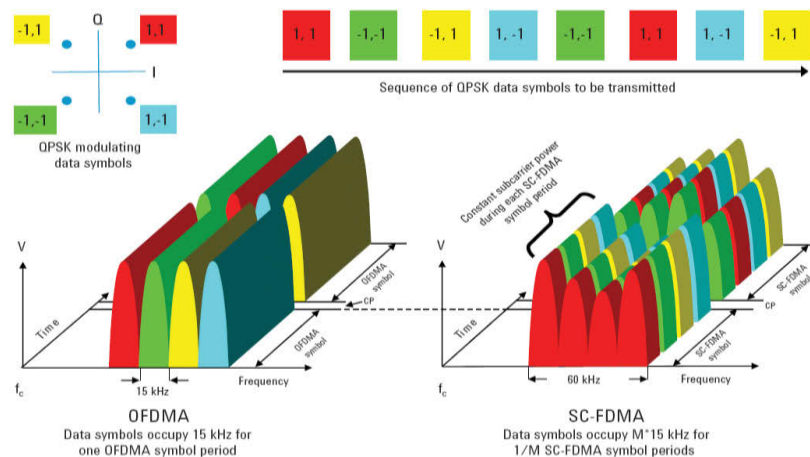 Q
-1,1
1,1
I
-1,-1
1,-1
QPSK modulating
data symbols
1, 1
-1,-1
-1, 1
1, -1
-1,-1
1, 1
1, -1
-1, 1
Sequence of QPSK data symbols to be transmitted
V
Time
fc
15 kHz
Frequency
OFDMA
symbol
CP
OFDMA
symbol
OFDMA
Data symbols occupy 15 kHz for
one OFDMA symbol period
Constant subcarrier power
during each SC-FDMA
symbol period
V
Time
fc
60 kHz
Frequency
SC-FDMA
symbol
CP
SC-FDMA
symbol
SC-FDMA
Data symbols occupy M*15 kHz for
1/M SC-FDMA symbol periods